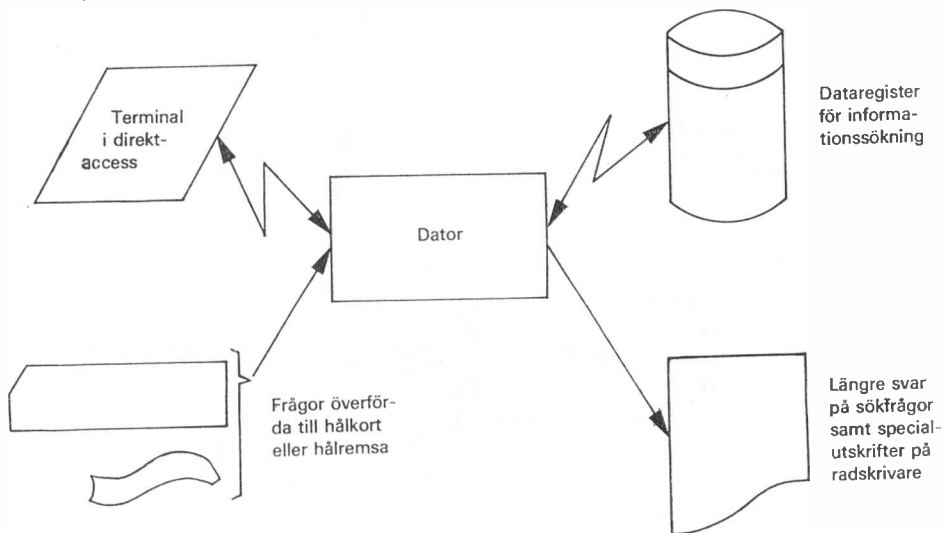 Terminal
i direkt-
access
Dataregister
för informa-
tionssökning
Dator
Frågor överför-
da till hålkort
eller hålremsa
Längre svar
på sökfrågor
samt special-
utskrifter på
radskrivare